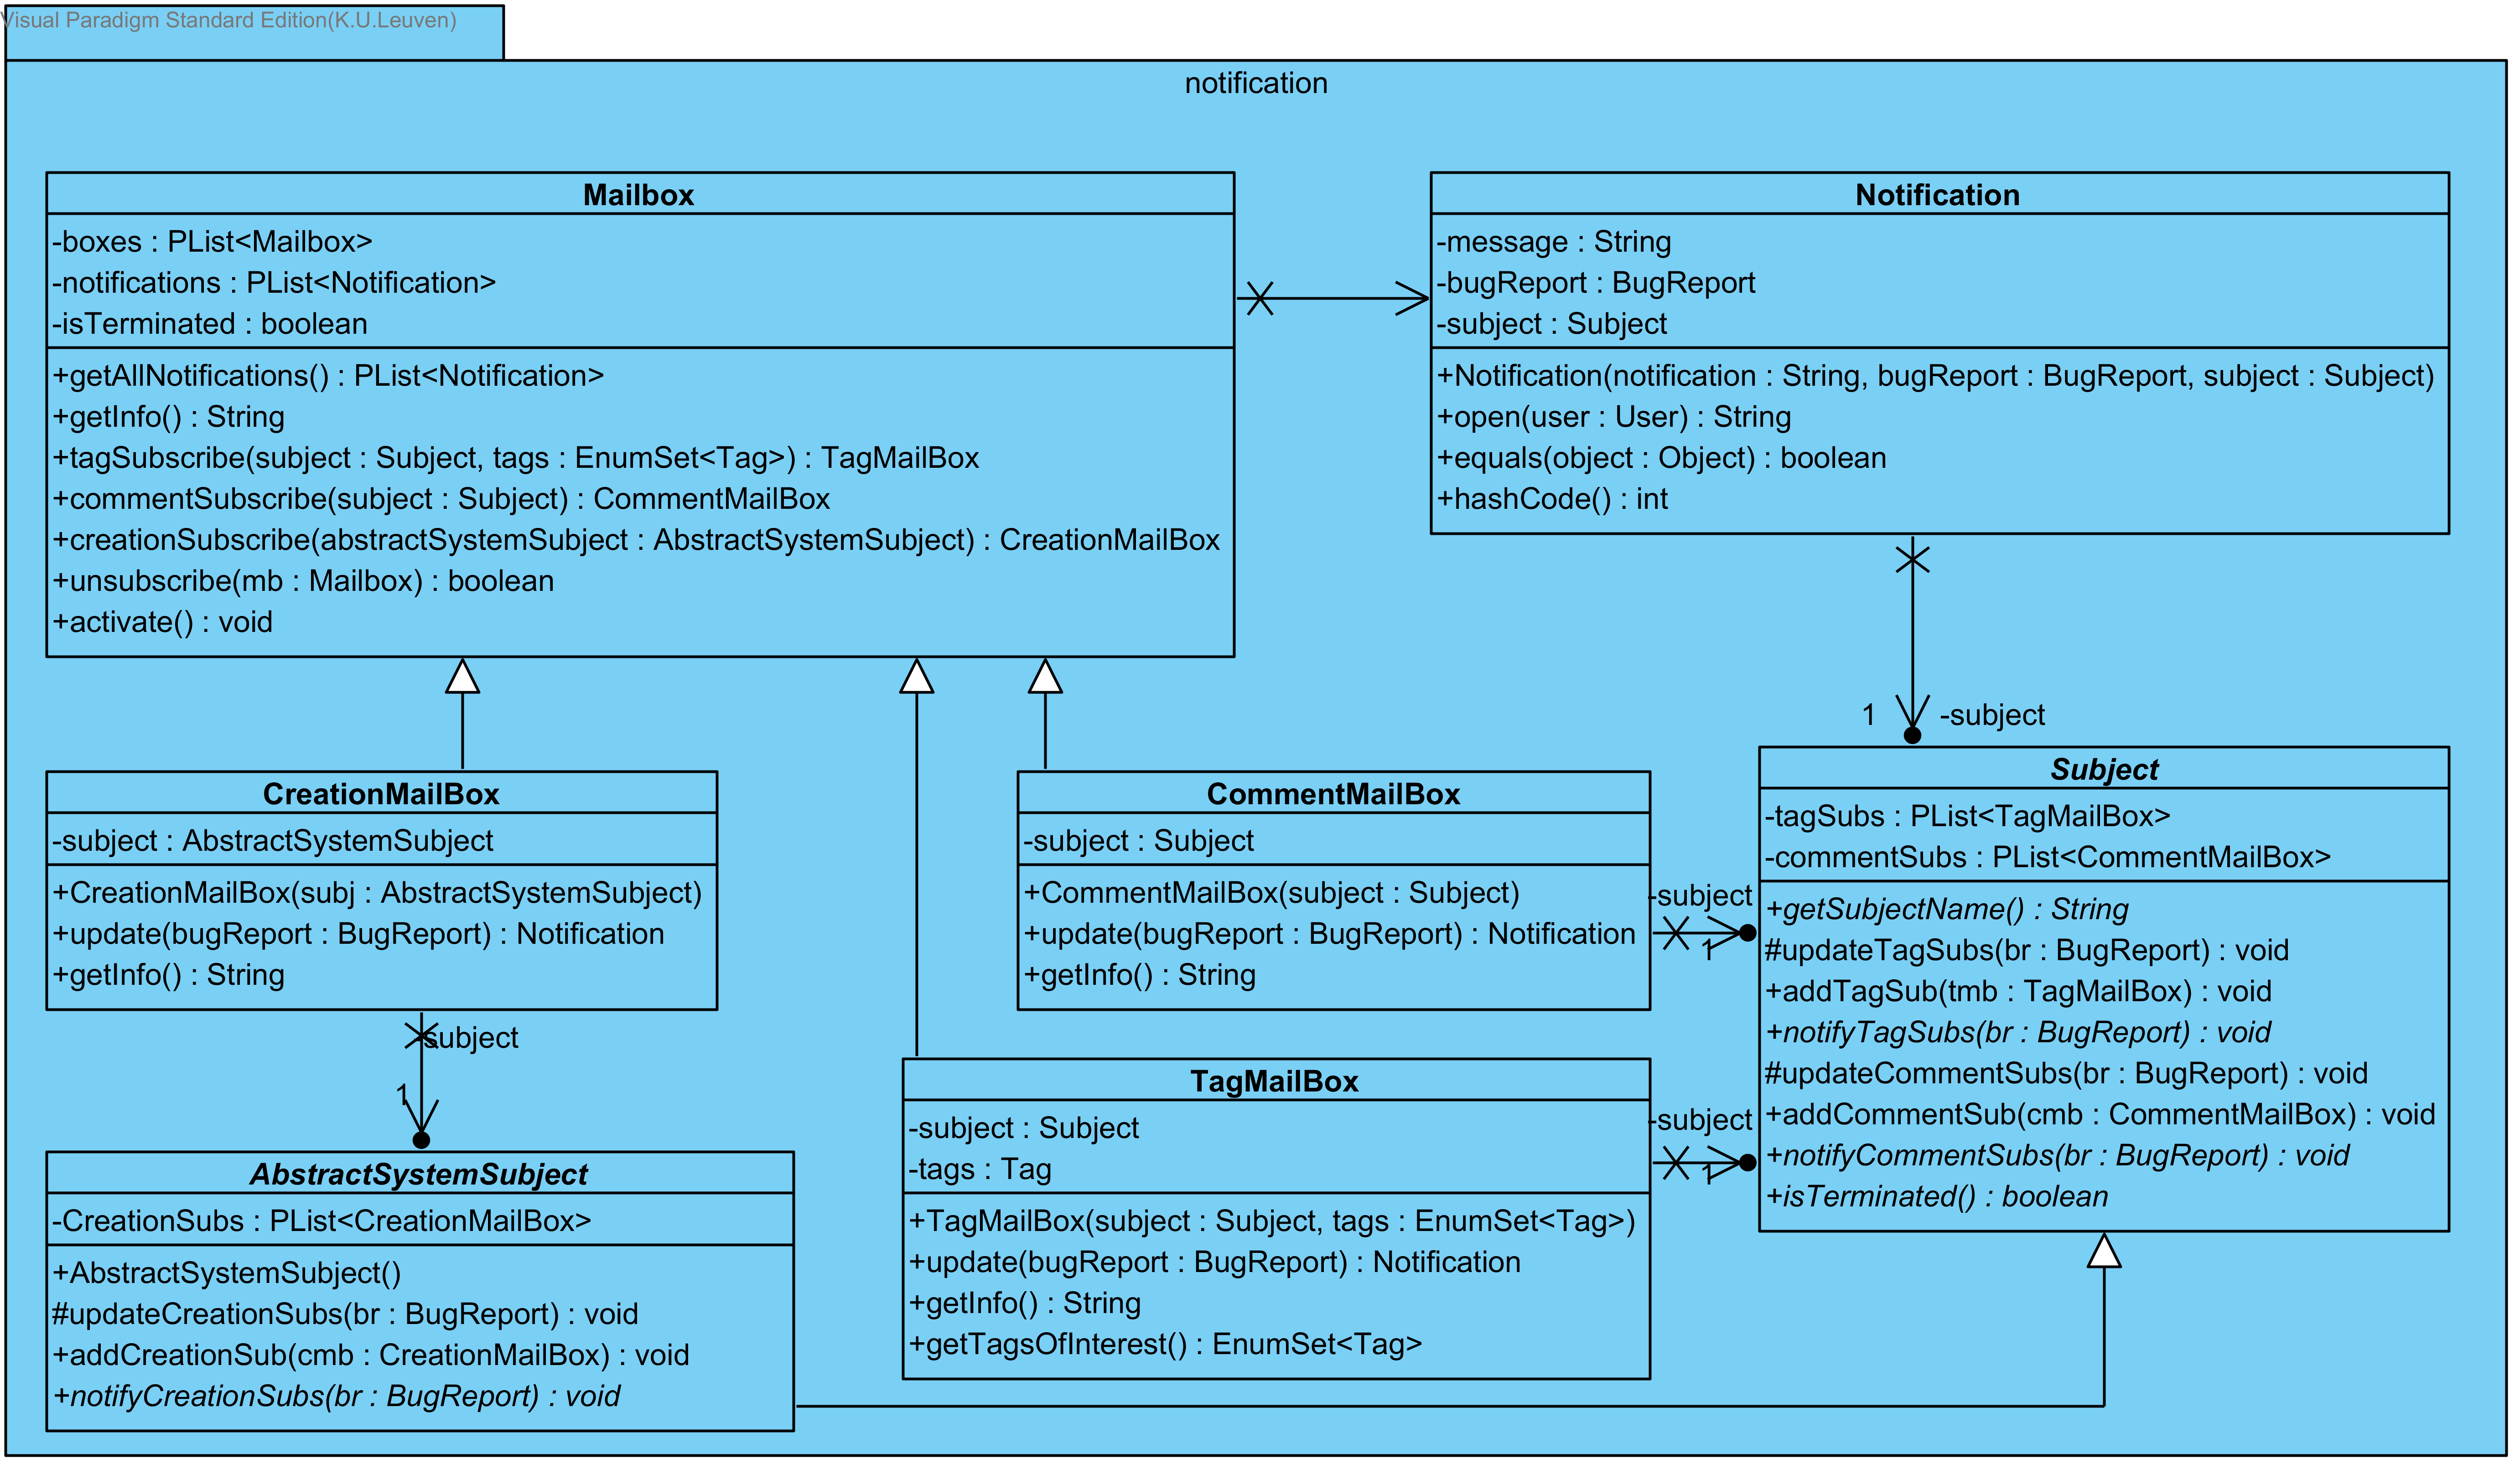 Visual Paradigm Standard Edition(K.U.Leuven)
notification
Mailbox
-boxes : PList<Mailbox>
-notifications : PList<Notification>
-isTerminated : boolean
+getAllNotifications() : PList<Notification>
+getInfo() : String
+tagSubscribe(subject : Subject, tags : EnumSet<Tag>) : TagMailBox
+commentSubscribe(subject : Subject) : CommentMailBox
+creationSubscribe(abstractSystemSubject : AbstractSystemSubject) : CreationMailBox
+unsubscribe(mb : Mailbox) : boolean
+activate() : void
Notification
-message : String
-bugReport : BugReport
-subject : Subject
+Notification(notification : String, bugReport : BugReport, subject : Subject)
+open(user : User) : String
+equals(object : Object) : boolean
+hashCode() : int
1
-subject
CreationMailBox
-subject : AbstractSystemSubject
+CreationMailBox(subj : AbstractSystemSubject)
+update(bugReport : BugReport) : Notification
+getInfo() : String
-subject
1
CommentMailBox
-subject : Subject
+CommentMailBox(subject : Subject)
+update(bugReport : BugReport) : Notification
+getInfo() : String
-subject
1
Subject
-tagSubs : PList<TagMailBox>
-commentSubs : PList<CommentMailBox>
+getSubjectName() : String
#updateTagSubs(br : BugReport) : void
+addTagSub(tmb : TagMailBox) : void
+notifyTagSubs(br : BugReport) : void
#updateCommentSubs(br : BugReport) : void
+addCommentSub(cmb : CommentMailBox) : void
+notifyCommentSubs(br : BugReport) : void
+isTerminated() : boolean
AbstractSystemSubject
-CreationSubs : PList<CreationMailBox>
+AbstractSystemSubject()
#updateCreationSubs(br : BugReport) : void
+addCreationSub(cmb : CreationMailBox) : void
+notifyCreationSubs(br : BugReport) : void
TagMailBox
-subject : Subject
-tags : Tag
+TagMailBox(subject : Subject, tags : EnumSet<Tag>)
+update(bugReport : BugReport) : Notification
+getInfo() : String
+getTagsOfInterest() : EnumSet<Tag>
-subject
1